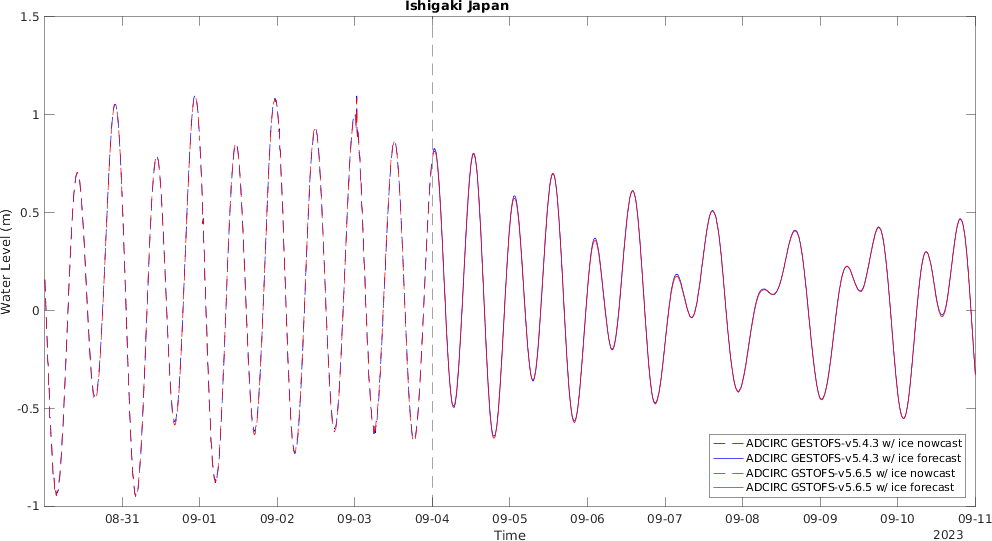 Ishigaki Japan
1.5
1
0.5
0
-0.5
-1
Water Level (m)
08-31
09-01
09-02
09-03
09-04
09-05
09-06
09-07
09-08
09-09
09-10
09-11
Time
2023
ADCIRC GESTOFS-v5.4.3 w/ ice nowcast
ADCIRC GESTOFS-v5.4.3 w/ ice forecast
ADCIRC GSTOFS-v5.6.5 w/ ice nowcast
ADCIRC GSTOFS-v5.6.5 w/ ice forecast